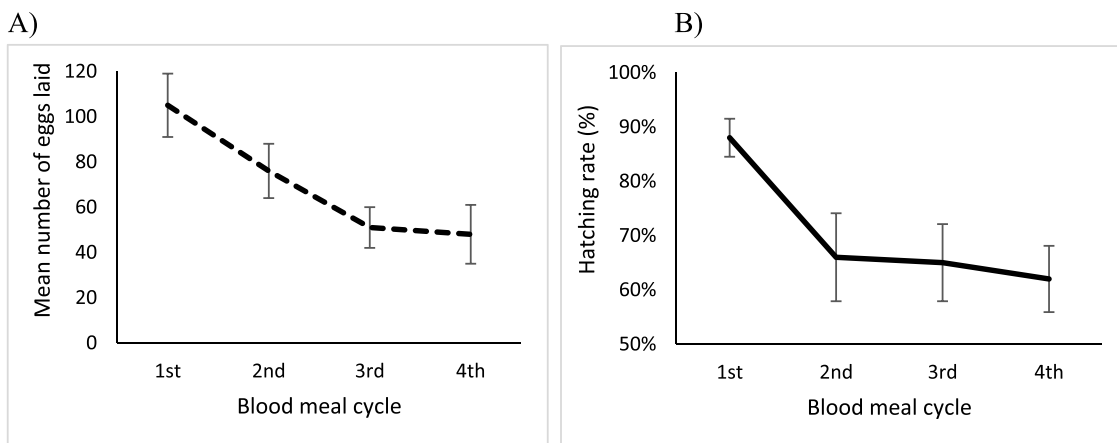 A)
Mean number of eggs laid
120
100
80
60
40
20
0
1st 2nd 3rd 4th
Blood meal cycle
B)
Hatching rate (%)
100%
90%
80%
70%
60%
50%
1st 2nd 3rd 4th
Blood meal cycle